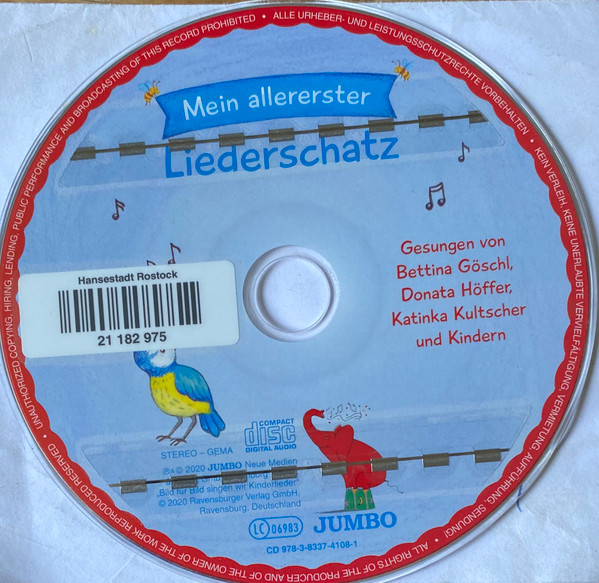 • ALLE URHEBER- UND LEISTUNGSSCHUTZRECHTE VORBEHALTEN • KEIN VERLEIH, KEINE UNERLAUBTE VERVIELFÄLTIGUNG, VERMIETUNG, AUFFÜHRUNG, SENDUNG •
ALL RIGHTS OF THE PRODUCER AND OF THE OWNER OF THE WORK REPRODUCED RESERVED • UNAUTHORIZED COPYING, HIRING, LENDING, PUBLIC PERFORMANCE AND BROADCASTING OF THIS RECORD PROHIBITED
Mein allererster
Liederschatz
Gesungen von
Bettina Göschl,
Donata Höffer,
Katinka Kultscher
und Kindern
Hansestadt Rostock
21 182 975
COMPACT
disc
DIGITAL AUDIO
STEREO – GEMA
℗&© 2020 JUMBO Neue Medien
„Bild für Bild singen wir Kinderlieder"
© 2020 Ravensburger Verlag GmbH,
Ravensburg, Deutschland
LC 06983
JUMBO
CD 978-3-8337-4108-1